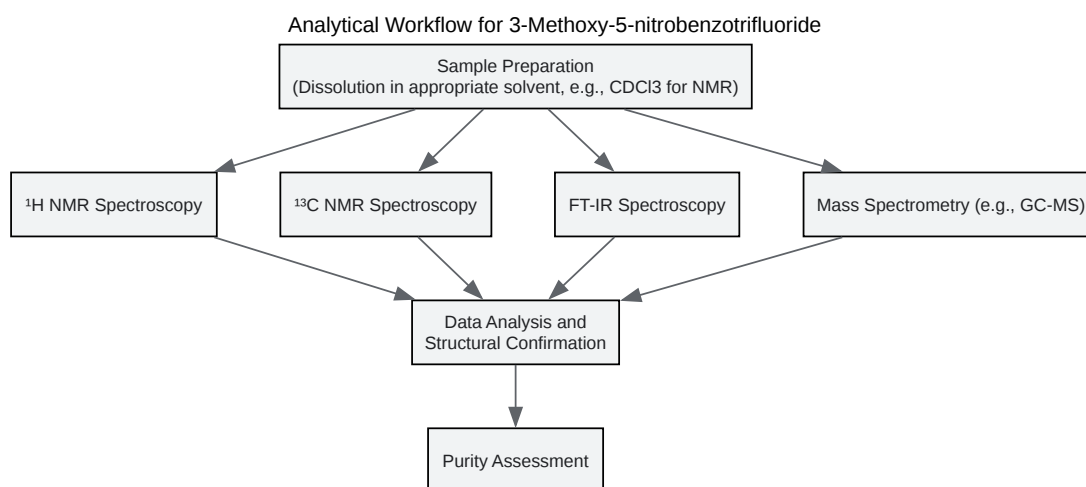 Analytical Workflow for 3-Methoxy-5-nitrobenzotrifluoride
Sample Preparation
(Dissolution in appropriate solvent, e.g., CDCl3 for NMR)
¹H NMR Spectroscopy
¹³C NMR Spectroscopy
FT-IR Spectroscopy
Mass Spectrometry (e.g., GC-MS)
Data Analysis and
Structural Confirmation
Purity Assessment